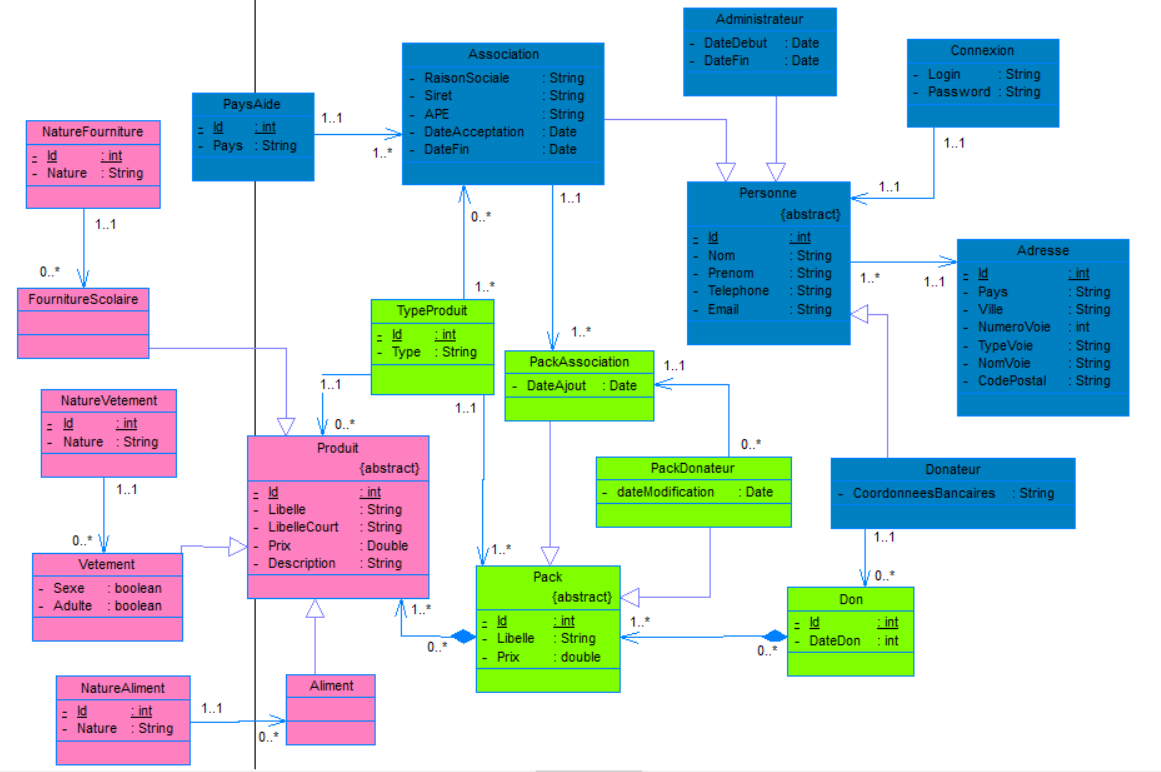 Administrateur
- DateDebut : Date
- DateFin : Date
Association
- RaisonSociale : String
- Siret : String
- APE : String
- DateAcceptation : Date
- DateFin : Date
Connexion
- Login : String
- Password : String
PaysAide
- Id : int
- Pays : String
1..1
1..*
NatureFourniture
- Id : int
- Nature : String
1..1
0..*
1..1
1..1
1..1
Personne
{abstract}
- Id : int
- Nom : String
- Prenom : String
- Telephone : String
- Email : String
1..*
1..1
Adresse
- Id : int
- Pays : String
- Ville : String
- NumeroVoie : int
- TypeVoie : String
- NomVoie : String
- CodePostal : String
0..*
FournitureScolaire
1..*
TypeProduit
- Id : int
- Type : String
1..*
PackAssociation
- DateAjout : Date
1..1
1..1
0..*
1..1
0..*
NatureVetement
- Id : int
- Nature : String
1..1
0..*
Produit
{abstract}
- Id : int
- Libelle : String
- LibelleCourt : String
- Prix : Double
- Description : String
PackDonateur
- dateModification : Date
Donateur
- CoordonneesBancaires : String
1..1
0..*
Vetement
- Sexe : boolean
- Adulte : boolean
1..*
Pack
{abstract}
- Id : int
- Libelle : String
- Prix : double
1..*
0..*
1..*
0..*
Don
- Id : int
- DateDon : int
NatureAliment
- Id : int
- Nature : String
1..1
0..*
Aliment